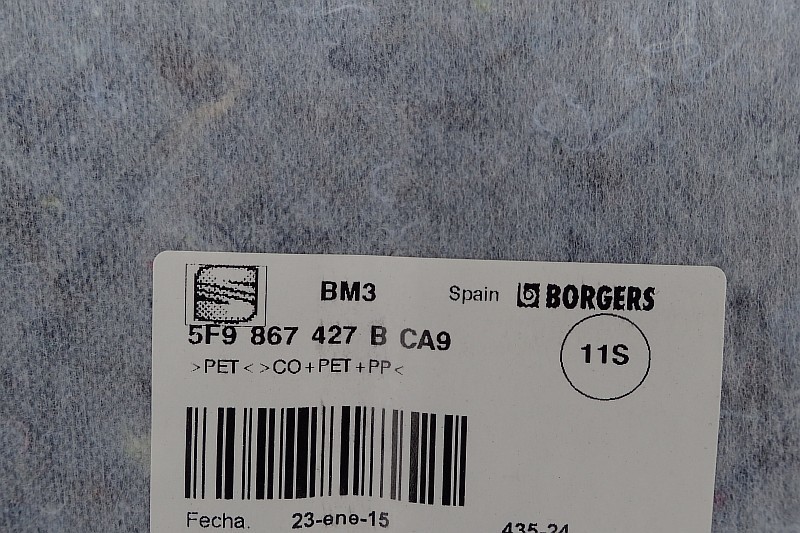 BM3 Spain BORGERS
5F9 867 427 B CA9
11S
>PET< >CO+PET+PP<
Fecha. 23-ene-15
435-24